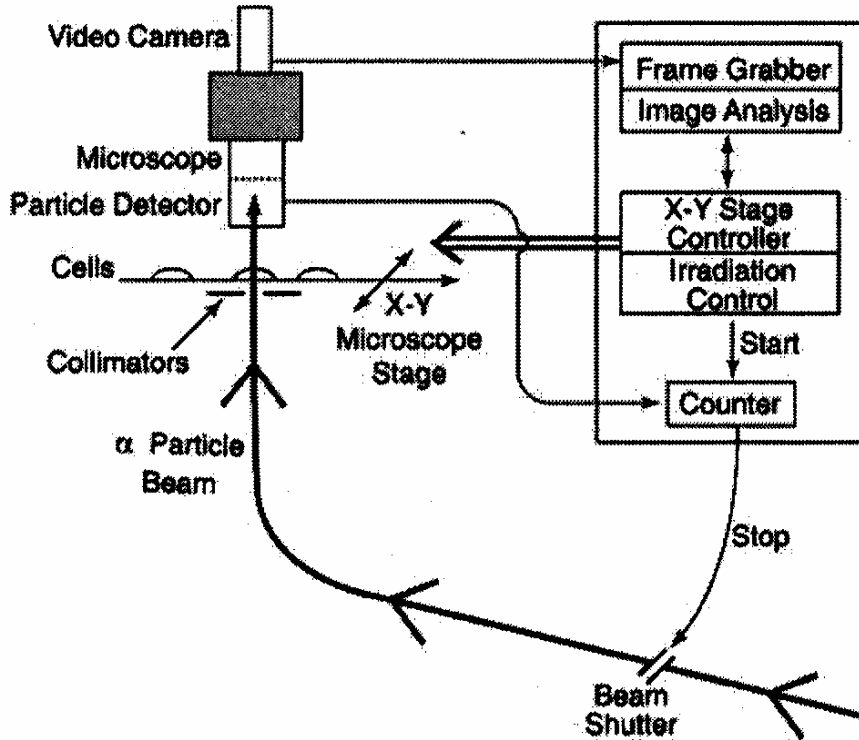 Video Camera
Frame Grabber
Image Analysis
Microscope
Particle Detector
X-Y Stage
Controller
Irradiation
Control
Cells
X-Y
Microscope
Stage
Collimators
Start
Counter
α Particle
Beam
Stop
Beam
Shutter